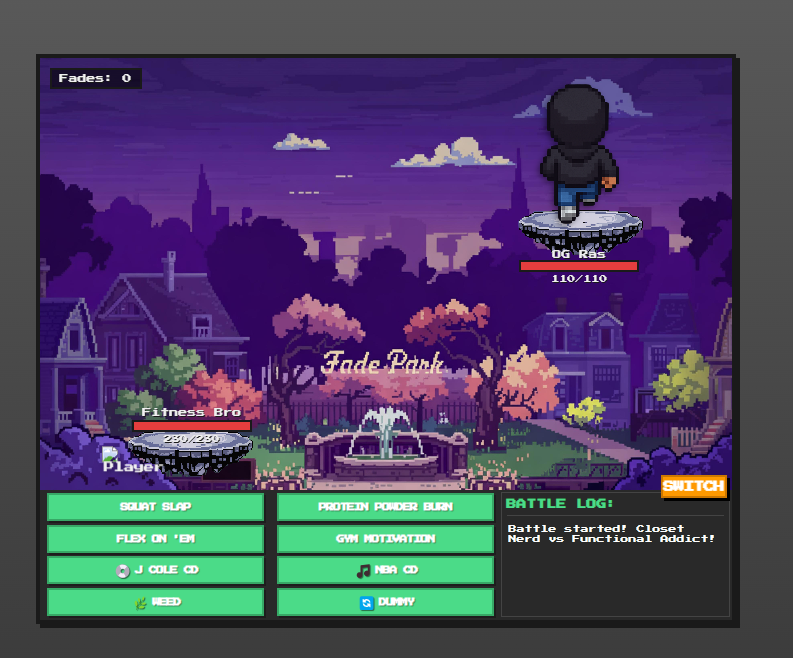 Fades: 0
OG Ras
110/110
Fade Park
Fitness Bro
230/230
Player
SWITCH
SQUAT SLAP
PROTEIN POWDER BURN
BATTLE LOG:
FLEX ON 'EM
GYM MOTIVATION
Battle started! Closet
Nerd vs Functional Addict!
J COLE CD
NBA CD
WEED
DUMMY